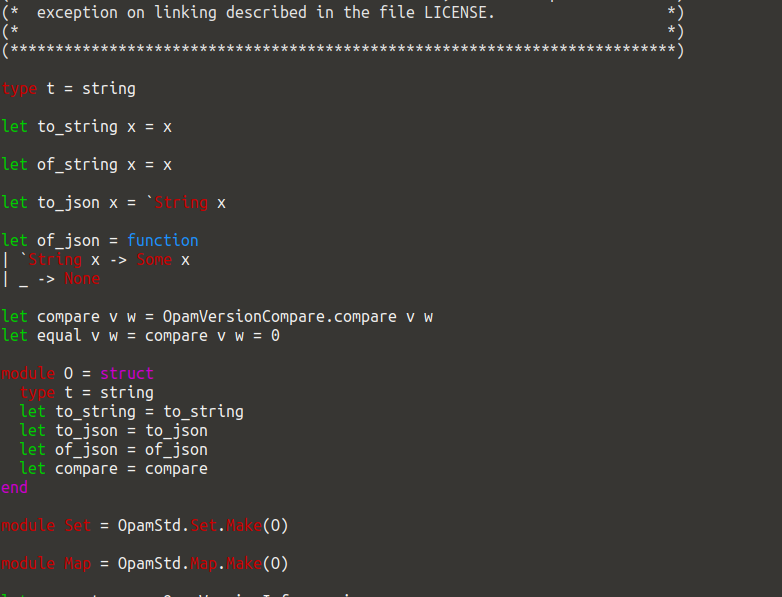 (*  exception on linking described in the file LICENSE.                   *)
(*                                                                        *)
(**************************************************************************)
type t = string
let to_string x = x
let of_string x = x
let to_json x = `String x
let of_json = function
| `String x -> Some x
| _ -> None
let compare v w = OpamVersionCompare.compare v w
let equal v w = compare v w = 0
module O = struct
  type t = string
  let to_string = to_string
  let to_json = to_json
  let of_json = of_json
  let compare = compare
end
module Set = OpamStd.Set.Make(O)
module Map = OpamStd.Map.Make(O)